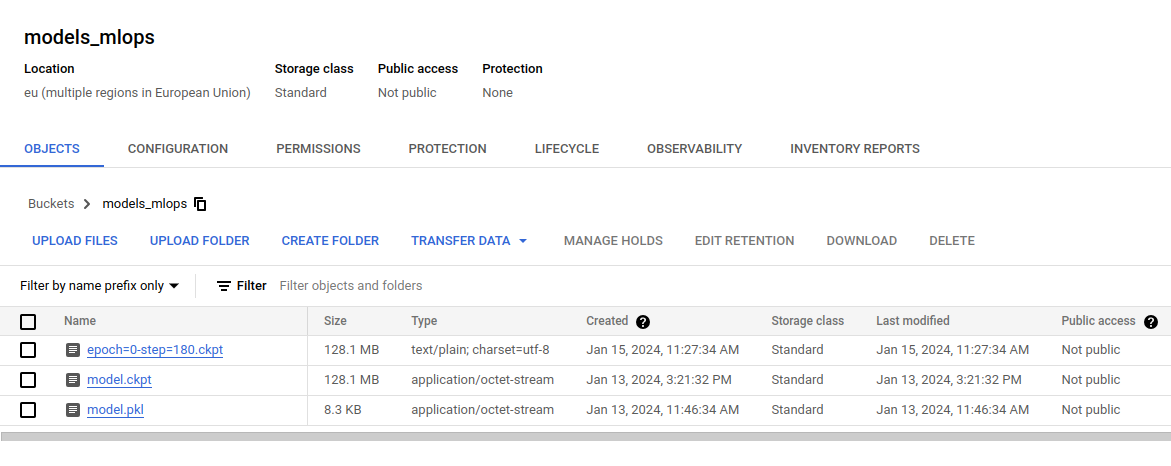 models_mlops
Location Storage class Public access Protection
eu (multiple regions in European Union) Standard Not public None
OBJECTS CONFIGURATION PERMISSIONS PROTECTION LIFECYCLE OBSERVABILITY INVENTORY REPORTS
Buckets > models_mlops
UPLOAD FILES UPLOAD FOLDER CREATE FOLDER TRANSFER DATA MANAGE HOLDS EDIT RETENTION DOWNLOAD DELETE
Filter by name prefix only Filter Filter objects and folders
Name Size Type Created ? Storage class Last modified Public access ?
epoch=0-step=180.ckpt 128.1 MB text/plain; charset=utf-8 Jan 15, 2024, 11:27:34 AM Standard Jan 15, 2024, 11:27:34 AM Not public
model.ckpt 128.1 MB application/octet-stream Jan 13, 2024, 3:21:32 PM Standard Jan 13, 2024, 3:21:32 PM Not public
model.pkl 8.3 KB application/octet-stream Jan 13, 2024, 11:46:34 AM Standard Jan 13, 2024, 11:46:34 AM Not public